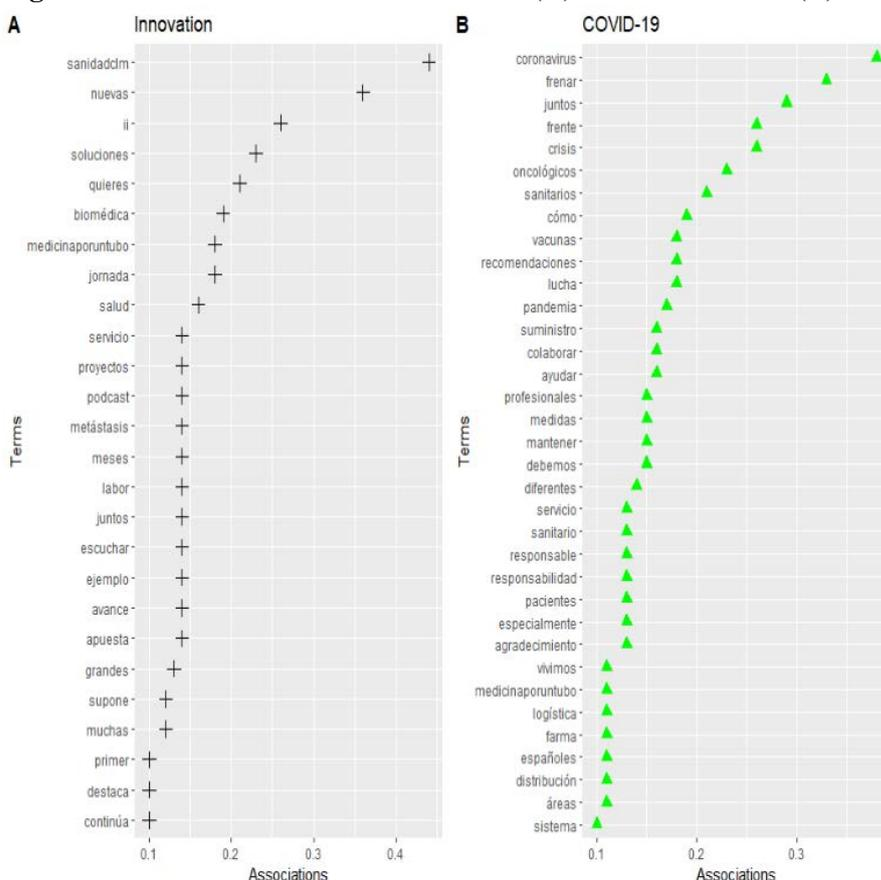 A
Innovation
sanidadclm
nuevas
ii
soluciones
quieres
biomédica
medicinaporuntubo
jornada
salud
servicio
proyectos
podcast
metástasis
meses
labor
juntos
escuchar
ejemplo
avance
apuesta
grandes
supone
muchas
primer
destaca
continúa
Terms
0.1 0.2 0.3 0.4
Associations
B
COVID-19
coronavirus
frenar
juntos
frente
crisis
oncológicos
sanitarios
cómo
vacunas
recomendaciones
lucha
pandemia
suministro
colaborar
ayudar
profesionales
medidas
mantener
debemos
diferentes
servicio
sanitario
responsable
responsabilidad
pacientes
especialmente
agradecimiento
vivimos
medicinaporuntubo
logística
farma
españoles
distribución
áreas
sistema
Terms
0.1 0.2 0.3
Associations